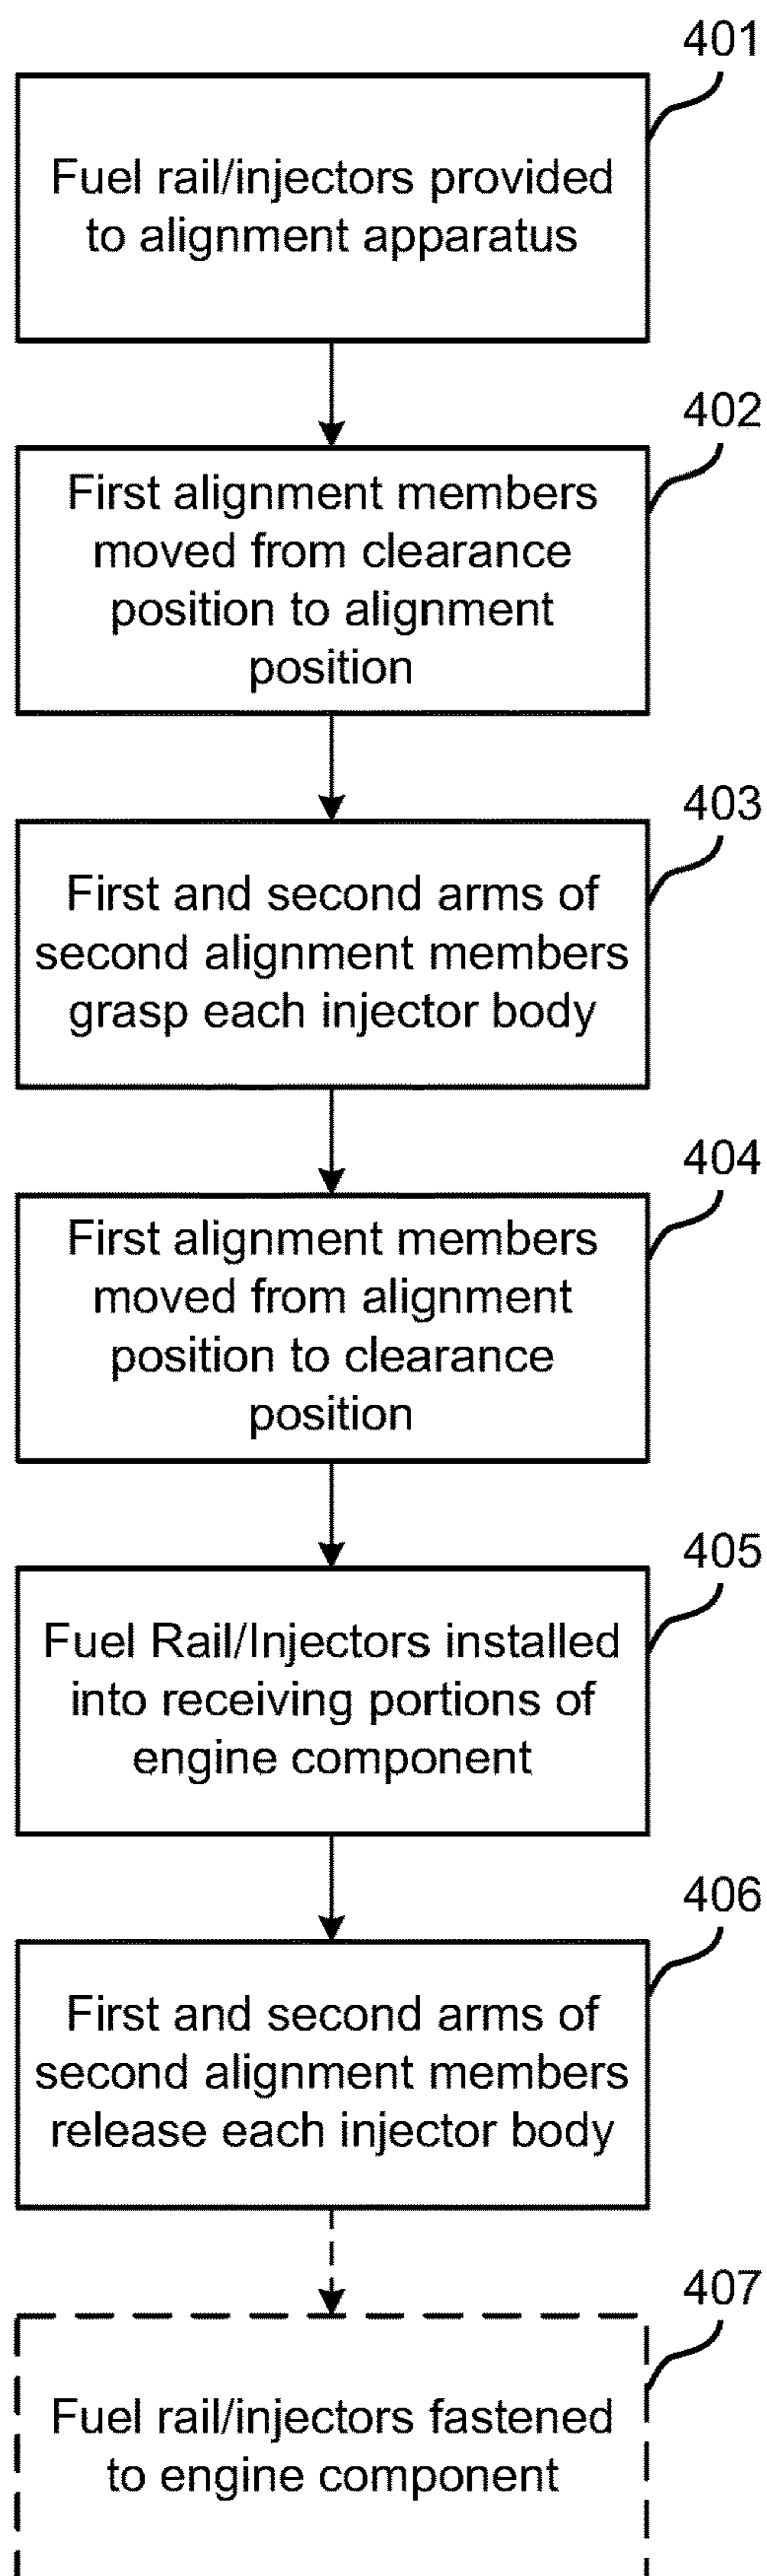 401
Fuel rail/injectors provided
to alignment apparatus
402
First alignment members
moved from clearance
position to alignment
position
403
First and second arms of
second alignment members
grasp each injector body
404
First alignment members
moved from alignment
position to clearance
position
405
Fuel Rail/Injectors installed
into receiving portions of
engine component
406
First and second arms of
second alignment members
release each injector body
407
Fuel rail/injectors fastened
to engine component